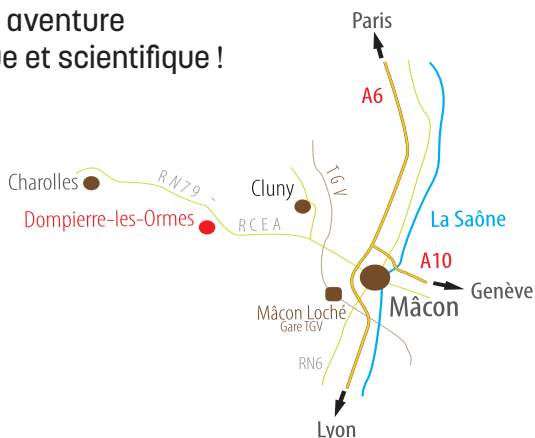 aventure
ue et scientifique !
Paris
A6
TGV
RN79 -
Charolles
Cluny
Dompierre-les-Ormes
RCEA
La Saône
A10
Genève
Mâcon
Mâcon Loché
Gare TGV
RN6
Lyon